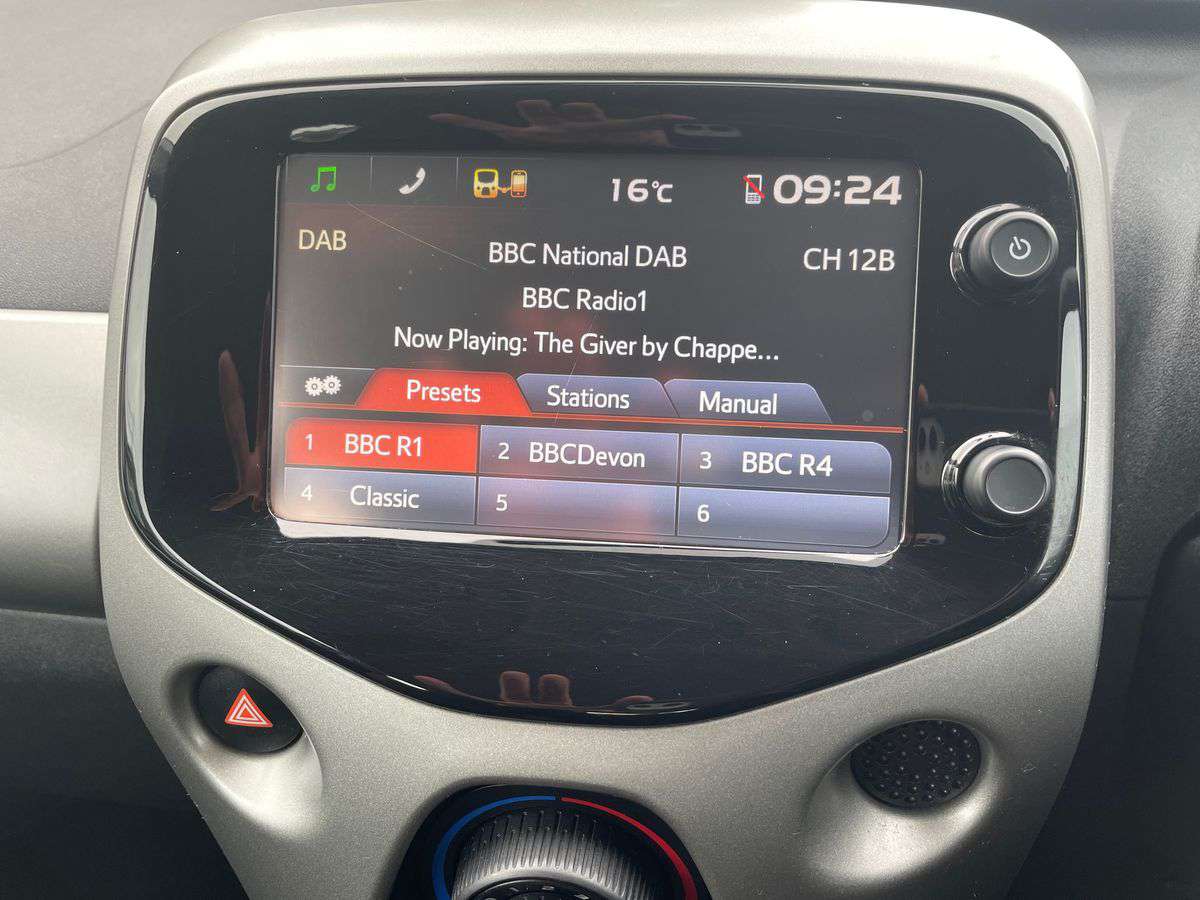 16°C 09:24
DAB BBC National DAB CH 12B
BBC Radio1
Now Playing: The Giver by Chappe...
Presets Stations Manual
1 BBC R1 2 BBCDevon 3 BBC R4
4 Classic 5 6